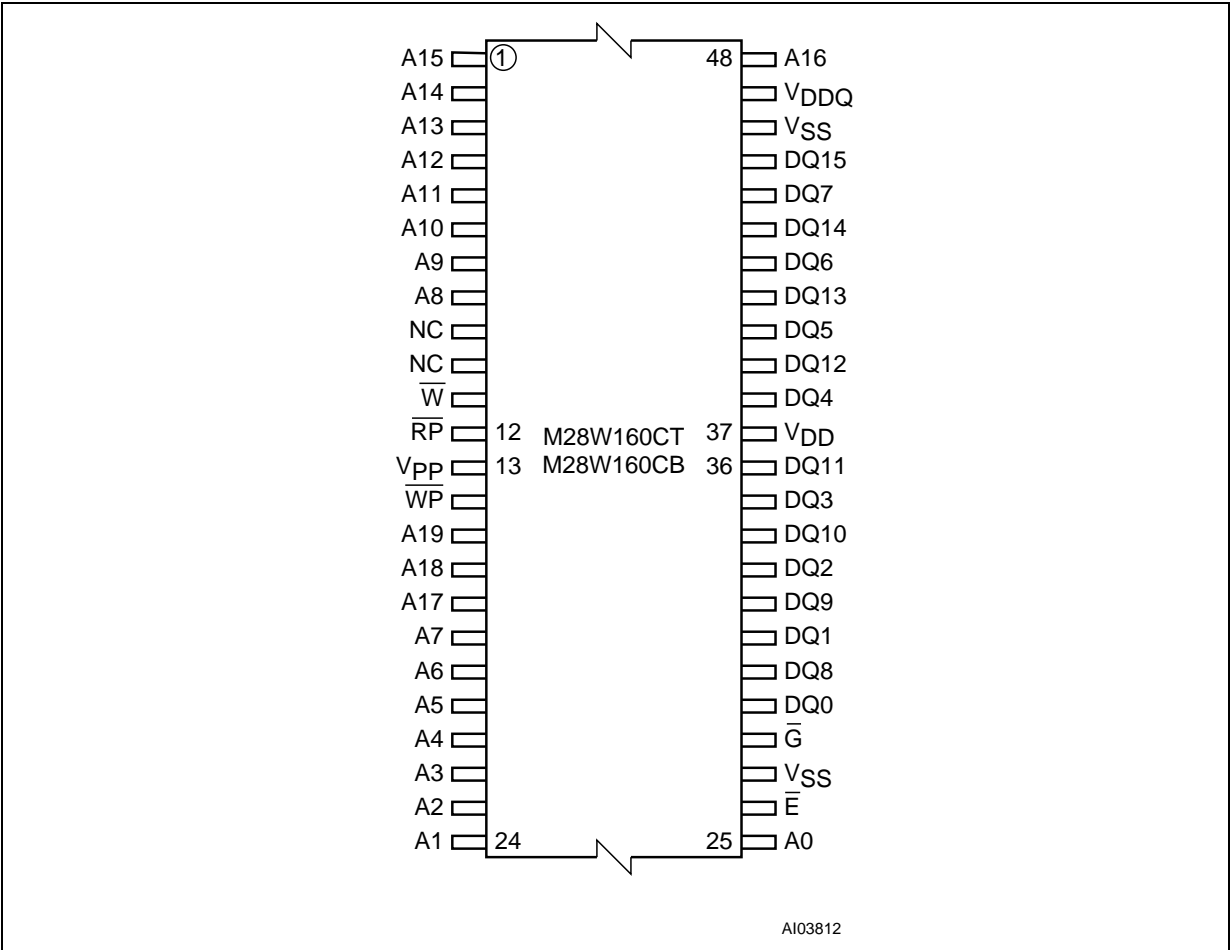 A15 1 48 A16
A14 VDDQ
A13 VSS
A12 DQ15
A11 DQ7
A10 DQ14
A9 DQ6
A8 DQ13
NC DQ5
NC DQ12
W̅ DQ4
R̅P̅ 12 M28W160CT 37 VDD
VPP 13 M28W160CB 36 DQ11
W̅P̅ DQ3
A19 DQ10
A18 DQ2
A17 DQ9
A7 DQ1
A6 DQ8
A5 DQ0
A4 G̅
A3 VSS
A2 E̅
A1 24 25 A0
AI03812